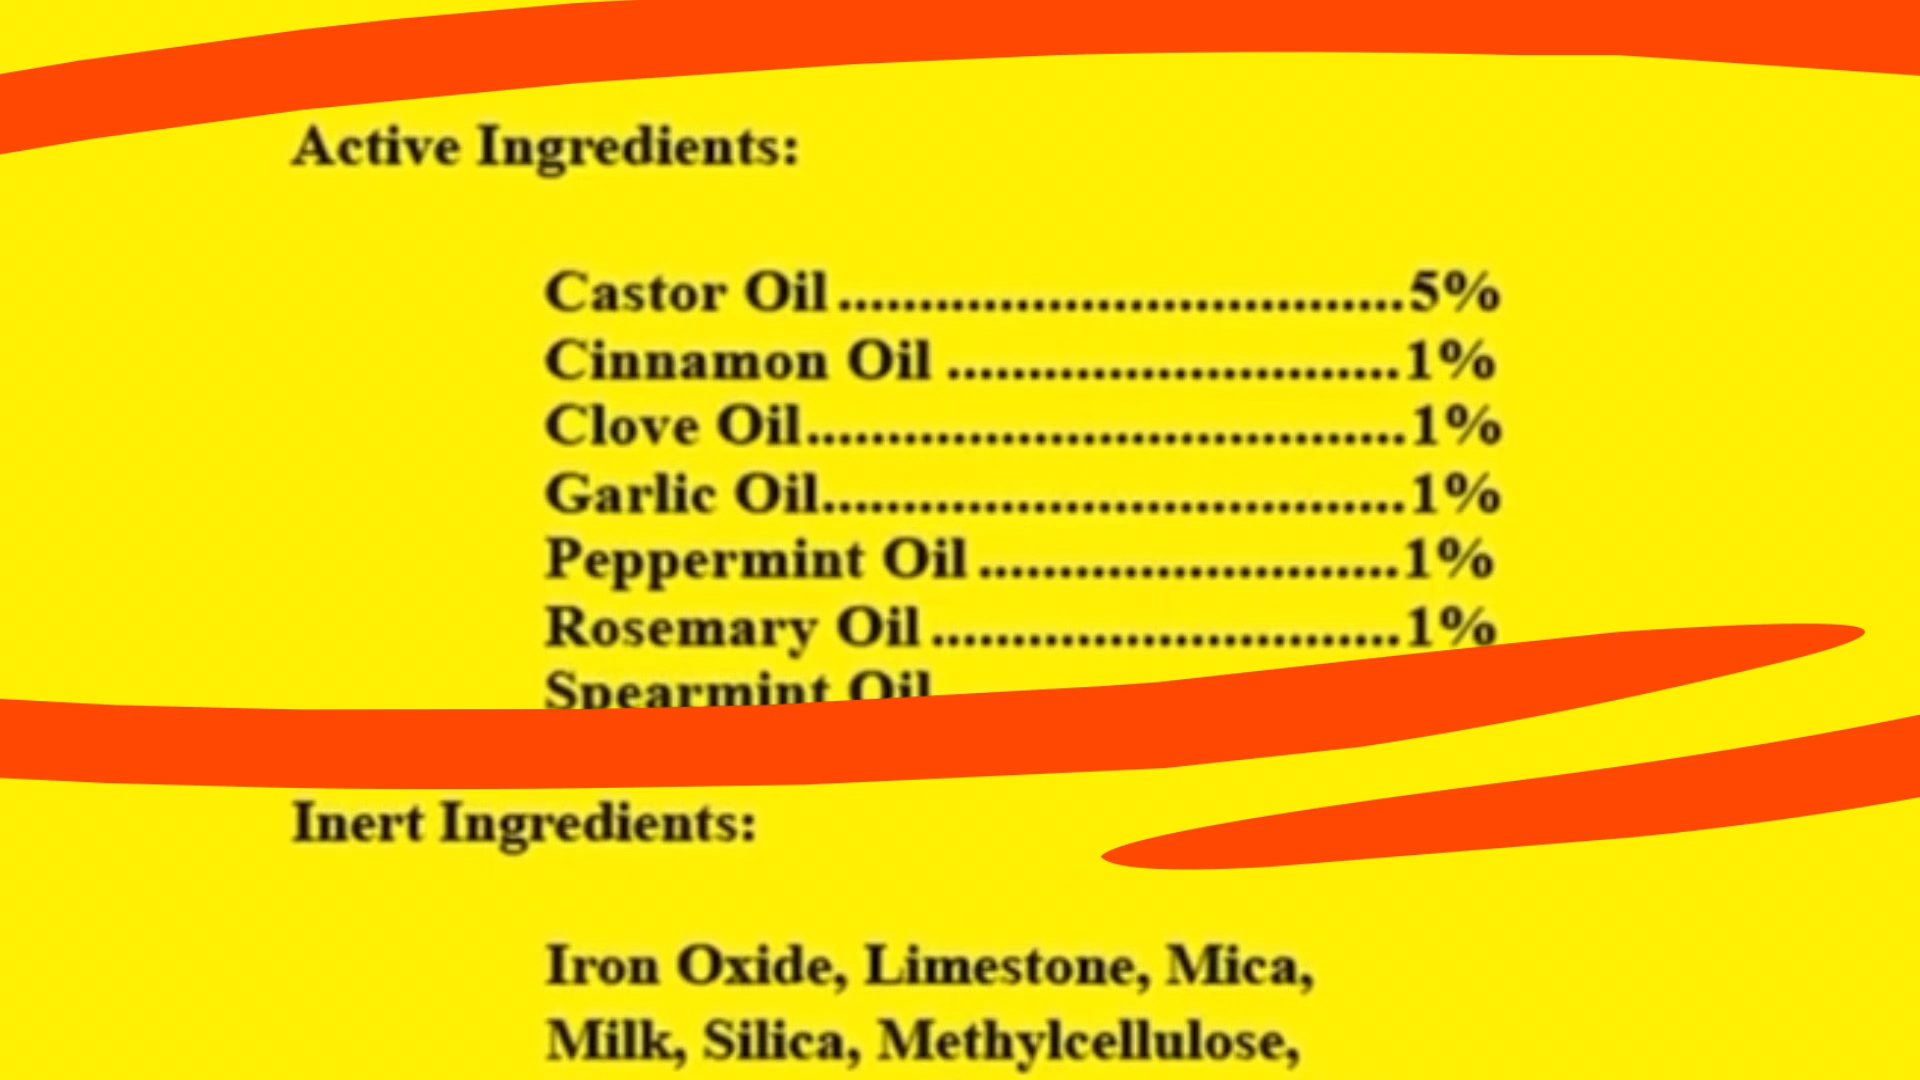 Active Ingredients:
Castor Oil..................................5%
Cinnamon Oil ............................1%
Clove Oil.....................................1%
Garlic Oil....................................1%
Peppermint Oil..........................1%
Rosemary Oil.............................1%
Spearmint Oil
Inert Ingredients:
Iron Oxide, Limestone, Mica,
Milk, Silica, Methylcellulose,